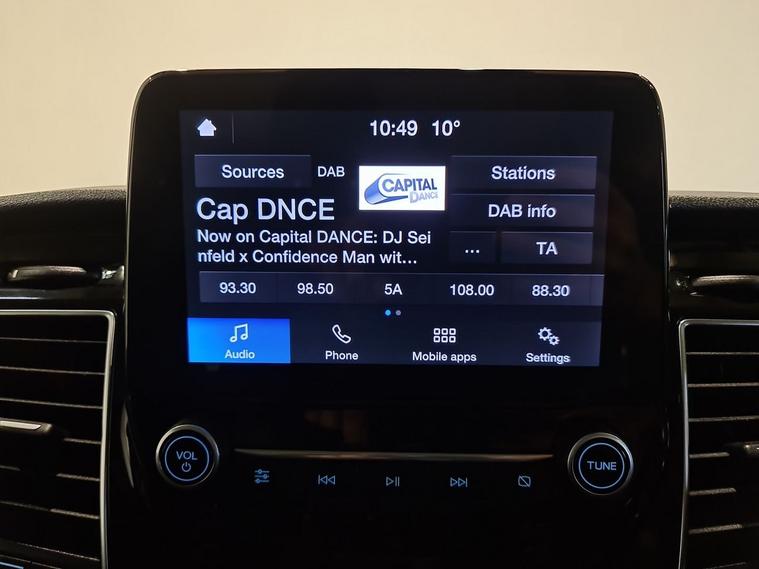 10:49 10°
Sources DAB CAPITAL DANCE Stations
Cap DNCE
DAB info
Now on Capital DANCE: DJ Sei
nfeld x Confidence Man wit...
... TA
93.30 98.50 5A 108.00 88.30
Audio Phone Mobile apps Settings
VOL TUNE